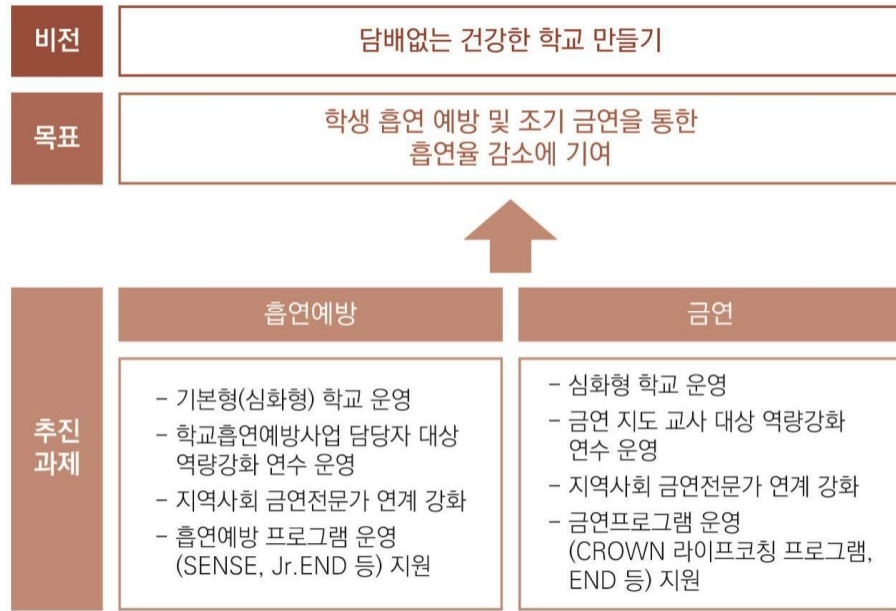 비전
담배없는 건강한 학교 만들기
목표
학생 흡연 예방 및 조기 금연을 통한
흡연율 감소에 기여
추진
과제
흡연예방
– 기본형(심화형) 학교 운영
– 학교흡연예방사업 담당자 대상
역량강화 연수 운영
– 지역사회 금연전문가 연계 강화
– 흡연예방 프로그램 운영
(SENSE, Jr.END 등) 지원
금연
– 심화형 학교 운영
– 금연 지도 교사 대상 역량강화
연수 운영
– 지역사회 금연전문가 연계 강화
– 금연프로그램 운영
(CROWN 라이프코칭 프로그램,
END 등) 지원